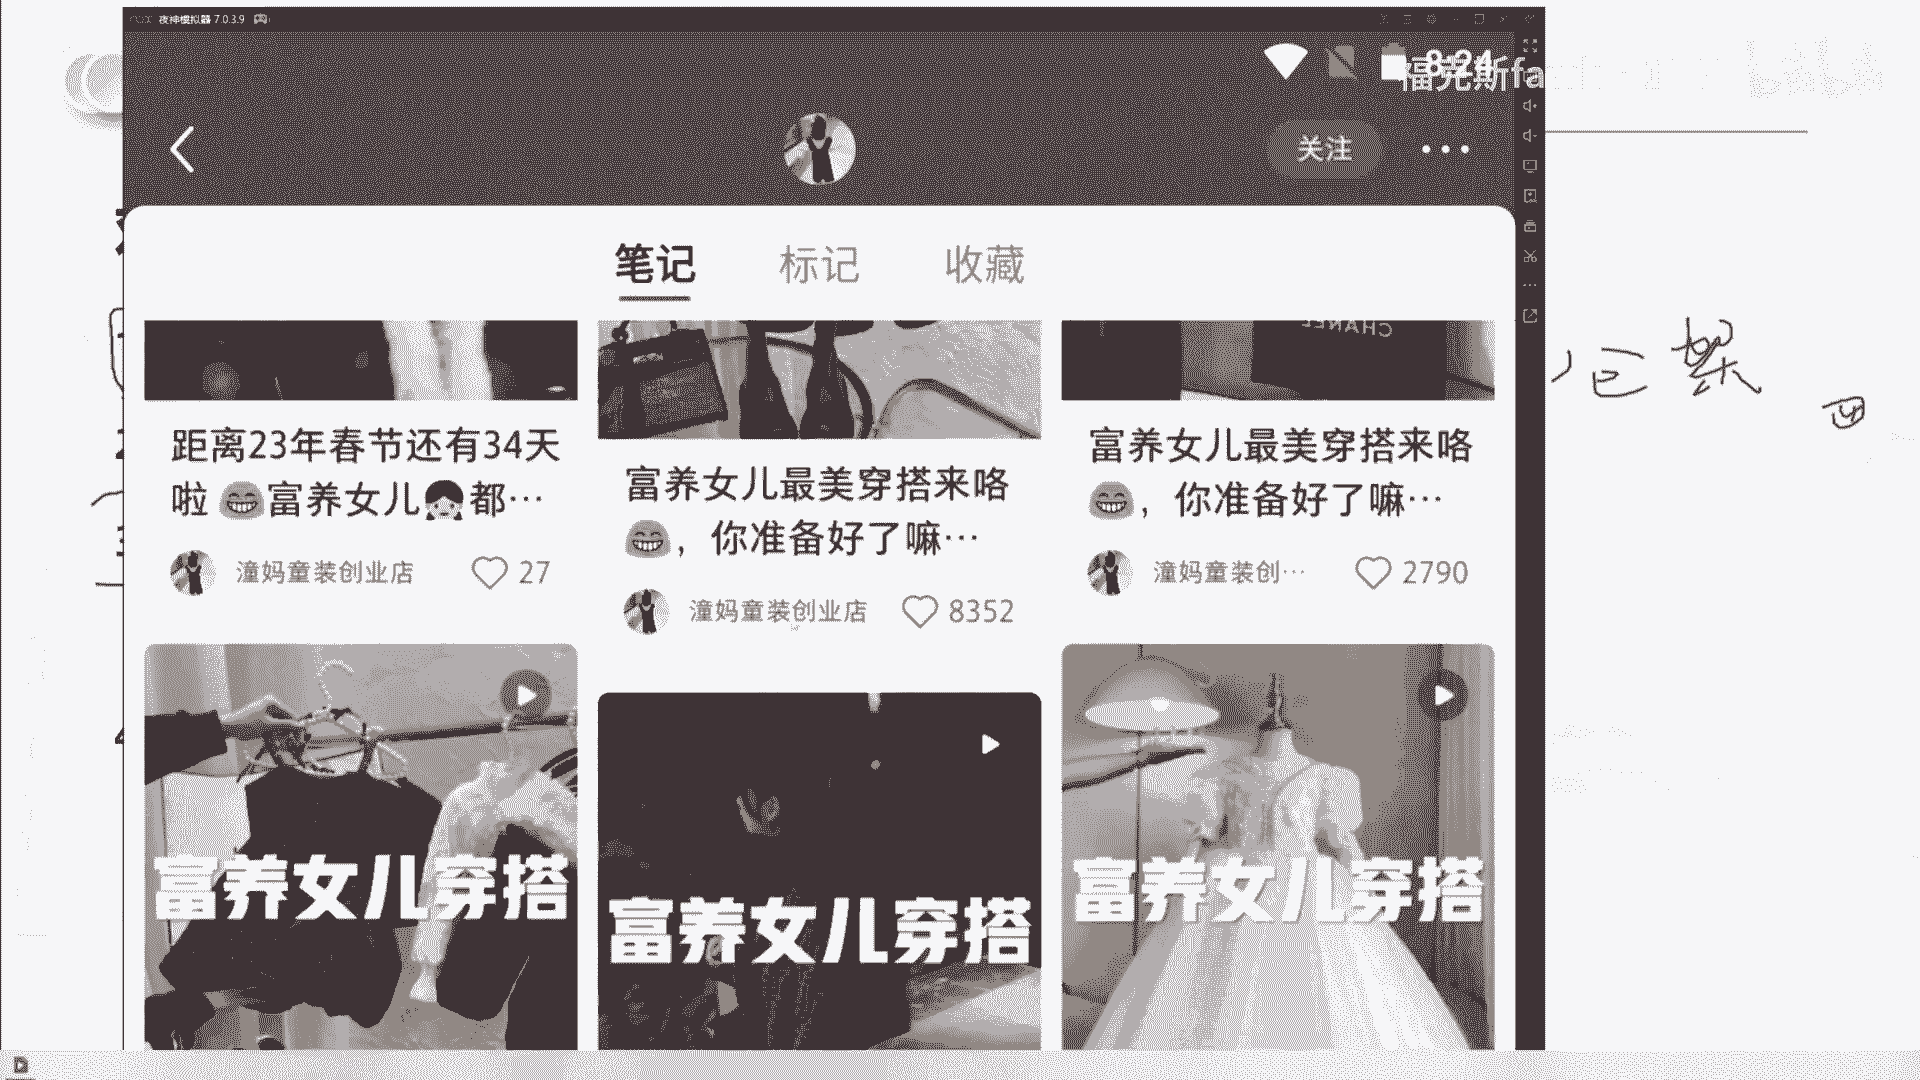 夜神模拟器 7.0.3.9
8:24
福克斯fa
关注
笔记
标记
收藏
CHANEL
距离23年春节还有34天
啦 😁富养女儿👧都…
潼妈童装创业店
27
富养女儿最美穿搭来咯
😁，你准备好了嘛…
潼妈童装创业店
8352
富养女儿最美穿搭来咯
😁，你准备好了嘛…
潼妈童装创…
2790
富养女儿穿搭
富养女儿穿搭
富养女儿穿搭